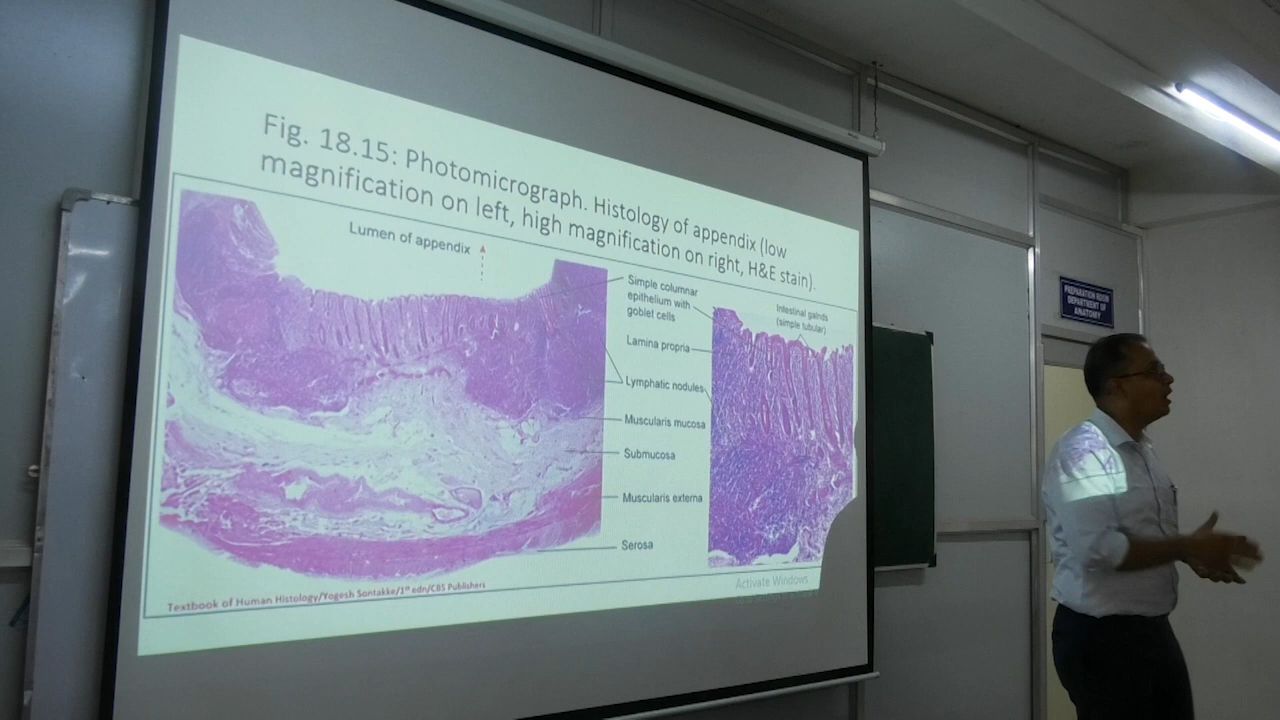 Fig. 18.15: Photomicrograph. Histology of appendix (low
magnification on left, high magnification on right, H&E stain).
Lumen of appendix
Simple columnar
epithelium with
goblet cells
Intestinal galnds
(simple tubular)
Lamina propria
Lymphatic nodules
Muscularis mucosa
Submucosa
Muscularis externa
Serosa
Textbook of Human Histology/Yogesh Sontakke/1st edn/CBS Publishers
Activate Windows
PREPARATION ROOM
DEPARTMENT OF
ANATOMY